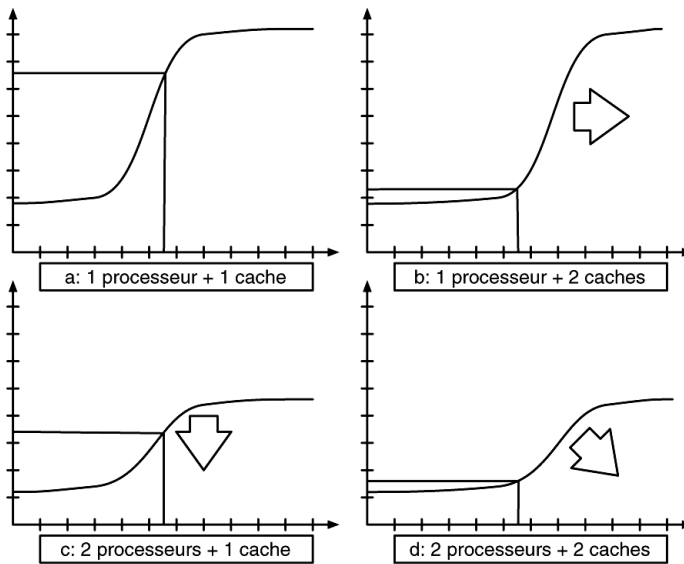 a: 1 processeur + 1 cache
b: 1 processeur + 2 caches
c: 2 processeurs + 1 cache
d: 2 processeurs + 2 caches